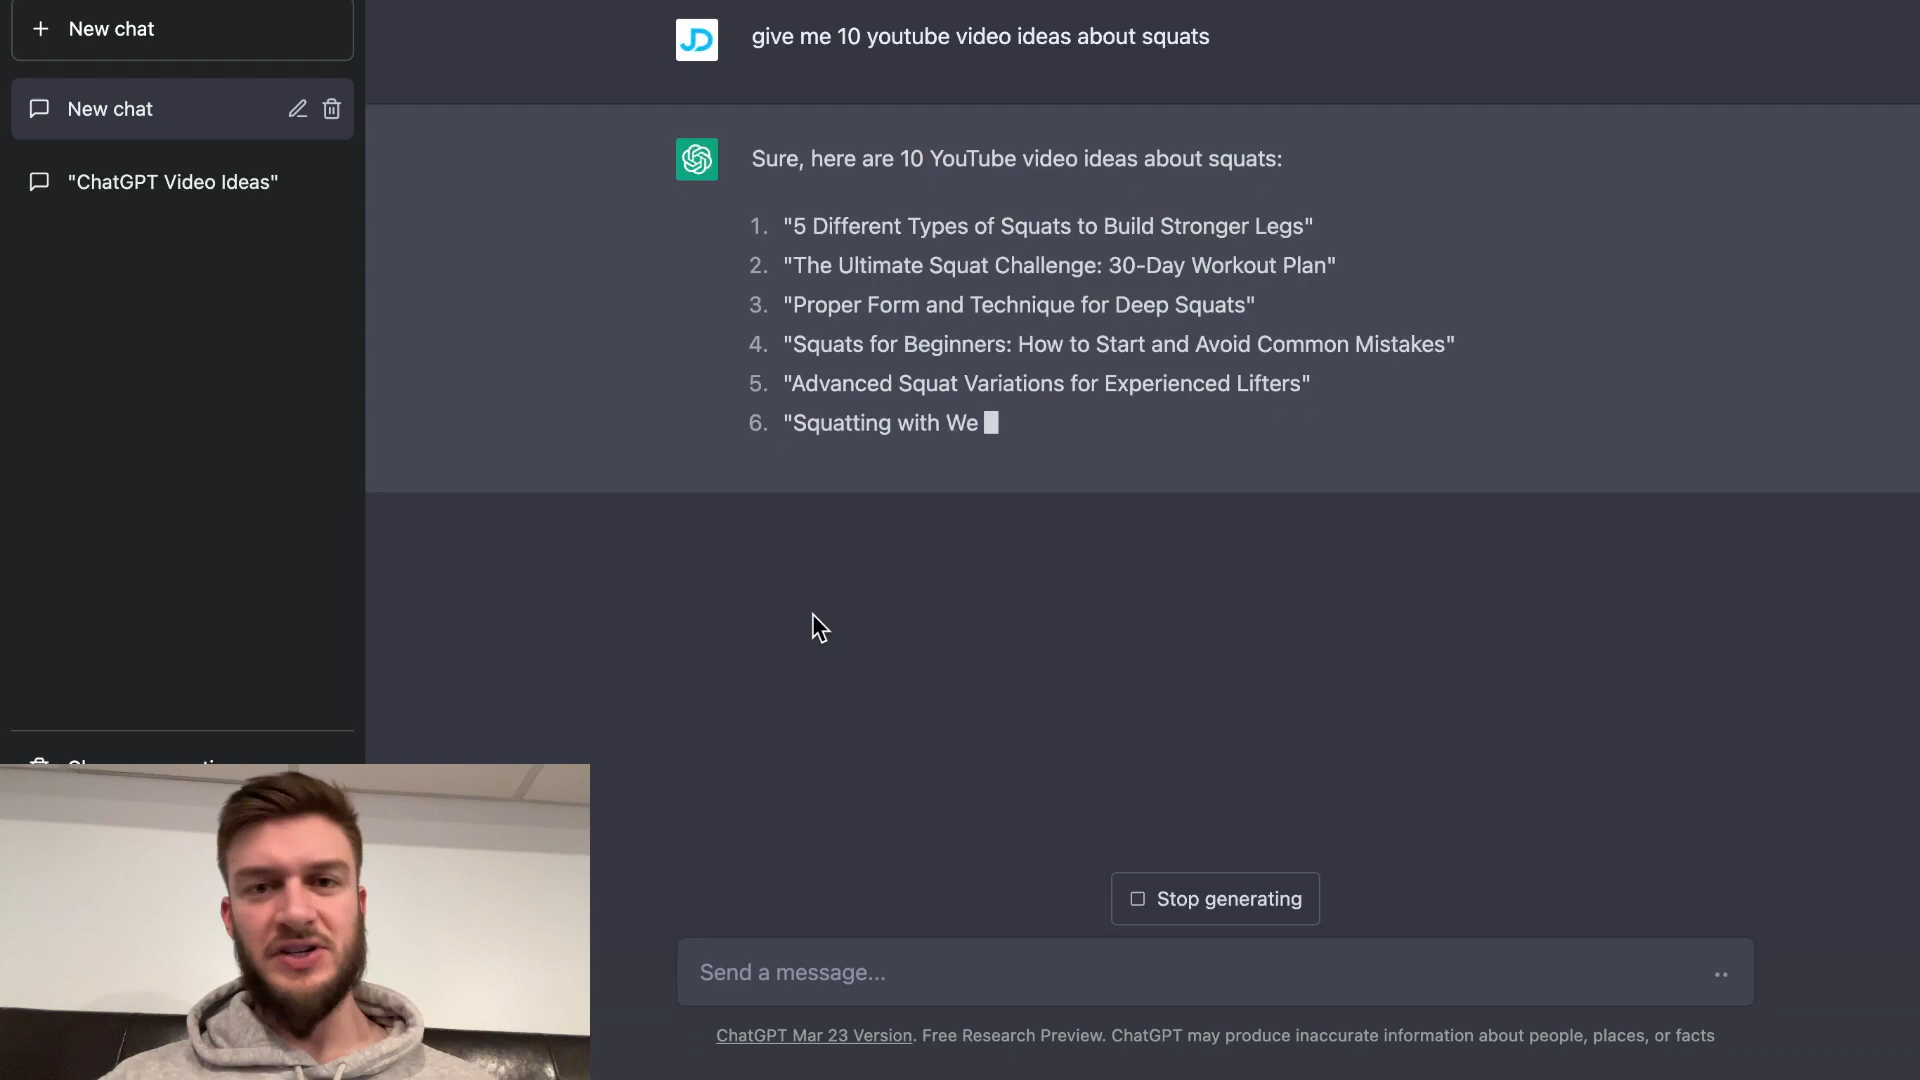 New chat
New chat
"ChatGPT Video Ideas"
JD
give me 10 youtube video ideas about squats
Sure, here are 10 YouTube video ideas about squats:
1. "5 Different Types of Squats to Build Stronger Legs"
2. "The Ultimate Squat Challenge: 30-Day Workout Plan"
3. "Proper Form and Technique for Deep Squats"
4. "Squats for Beginners: How to Start and Avoid Common Mistakes"
5. "Advanced Squat Variations for Experienced Lifters"
6. "Squatting with We
Stop generating
Send a message...
ChatGPT Mar 23 Version. Free Research Preview. ChatGPT may produce inaccurate information about people, places, or facts